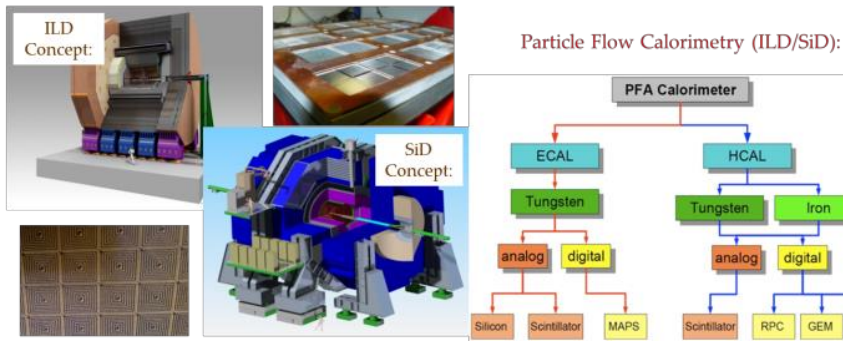 ILD
Concept:
Particle Flow Calorimetry (ILD/SiD):
SiD
Concept:
PFA Calorimeter
ECAL
HCAL
Tungsten
Tungsten
Iron
analog
digital
analog
digital
Silicon
Scintillator
MAPS
Scintillator
RPC
GEM